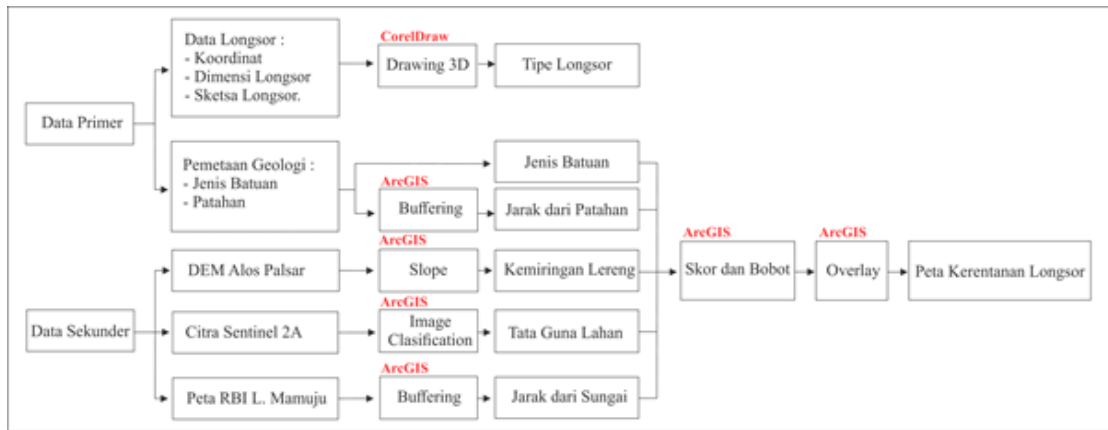 Data Primer
Data Longsor :
- Koordinat
- Dimensi Longsor
- Sketsa Longsor.
CorelDraw
Drawing 3D
Tipe Longsor
Pemetaan Geologi :
- Jenis Batuan
- Patahan
Jenis Batuan
ArcGIS
Buffering
Jarak dari Patahan
Data Sekunder
DEM Alos Palsar
ArcGIS
Slope
Kemiringan Lereng
Citra Sentinel 2A
ArcGIS
Image
Clasification
Tata Guna Lahan
Peta RBI L. Mamuju
ArcGIS
Buffering
Jarak dari Sungai
ArcGIS
Skor dan Bobot
ArcGIS
Overlay
Peta Kerentanan Longsor